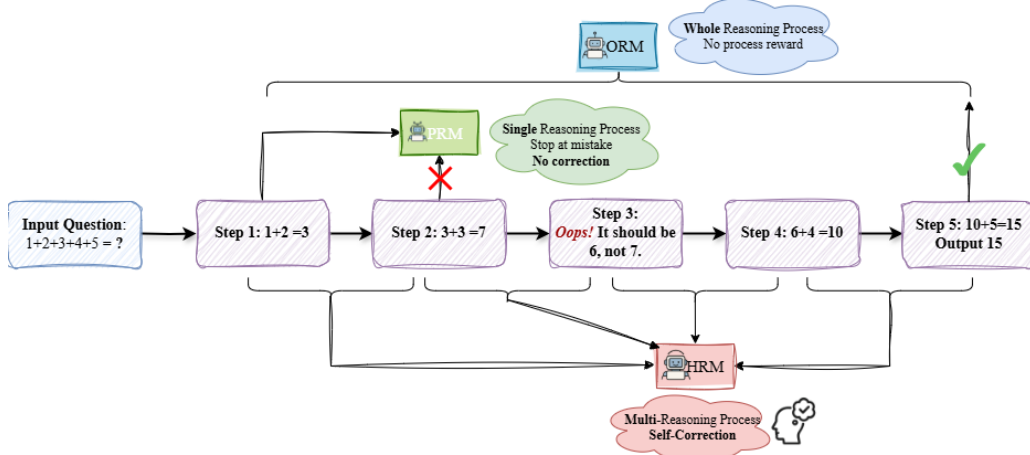 ORM
Whole Reasoning Process
No process reward
PRM
Single Reasoning Process
Stop at mistake
No correction
Input Question:
1+2+3+4+5 = ?
Step 1: 1+2 =3
Step 2: 3+3 =7
Step 3:
Oops! It should be
6, not 7.
Step 4: 6+4 =10
Step 5: 10+5=15
Output 15
HRM
Multi-Reasoning Process
Self-Correction